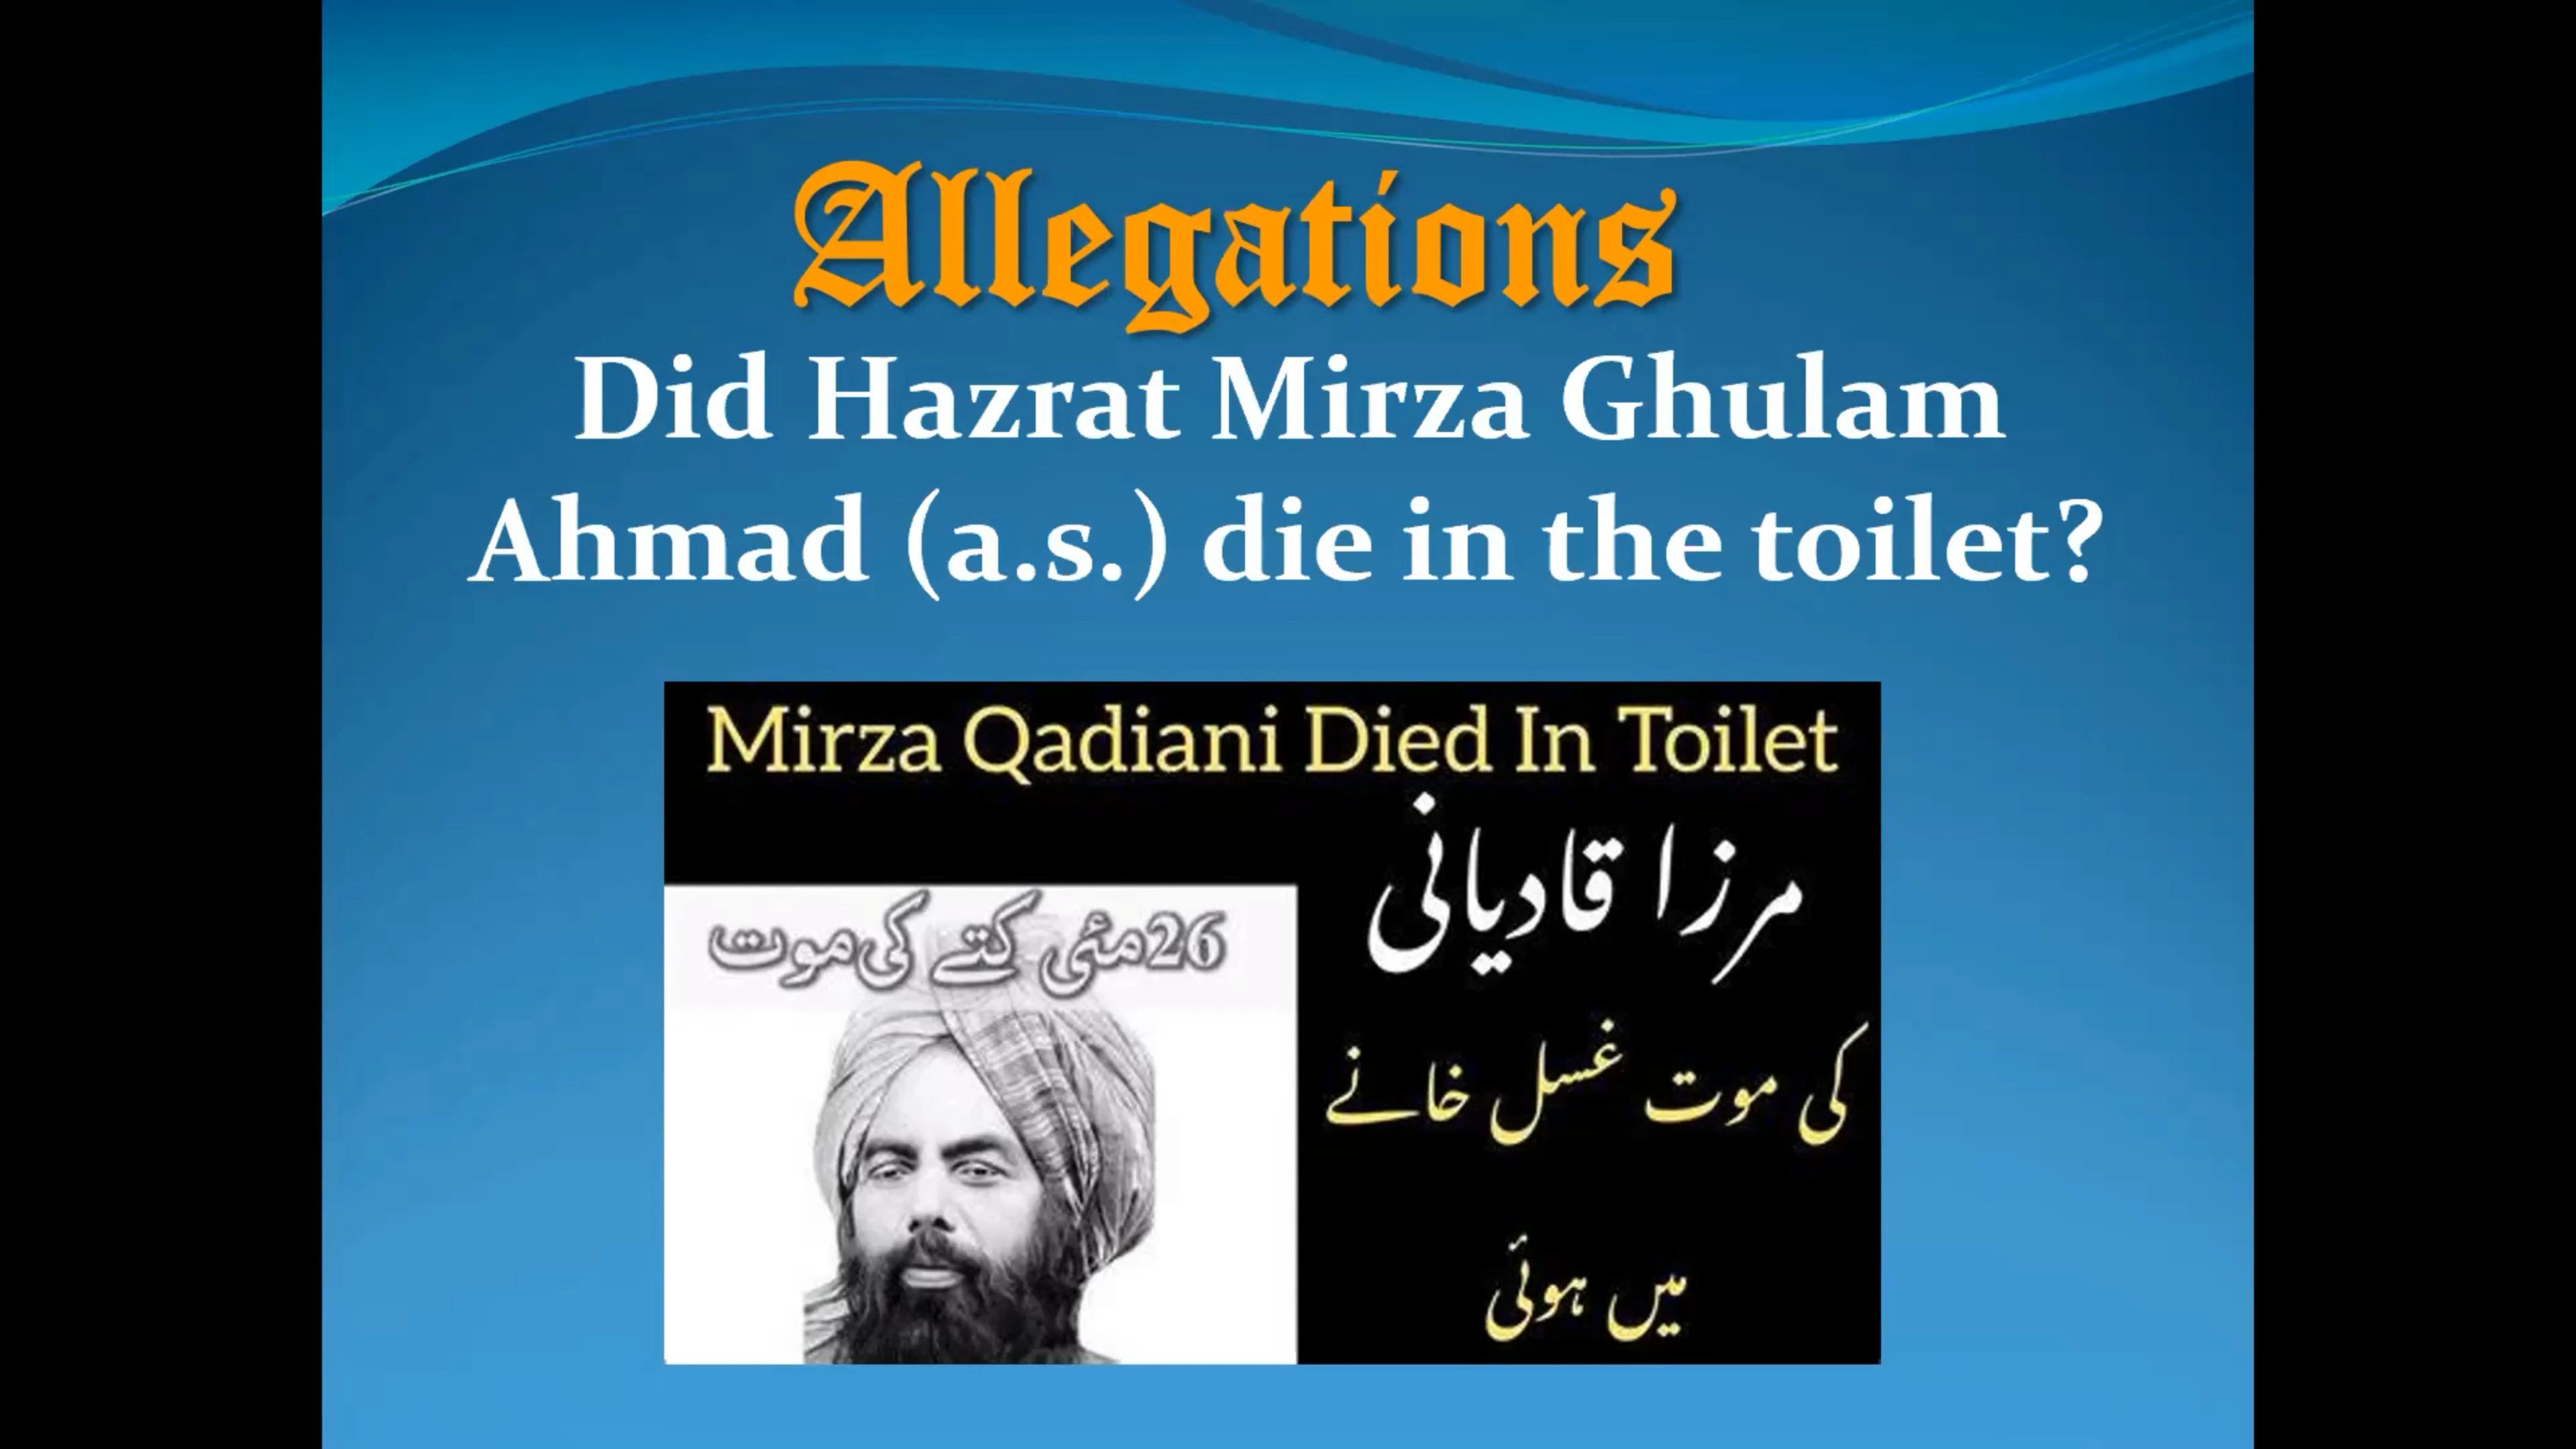 Allegations
Did Hazrat Mirza Ghulam
Ahmad (a.s.) die in the toilet?
Mirza Qadiani Died In Toilet
مرزا قادیانی
26مئی کتے کی موت
کی موت غسل خانے
میں ہوئی